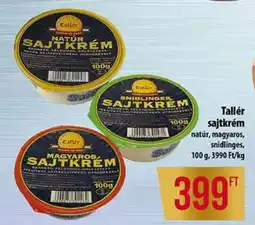 Tallér
NATÚR
SAJTKRÉM
100g
Tallér
SNIDLINGES
SAJTKRÉM
100g
Tallér
MAGYAROS
SAJTKRÉM
100g
Tallér
sajtkrém
natúr, magyaros,
snidlinges,
100 g, 3990 Ft/kg
399 FT